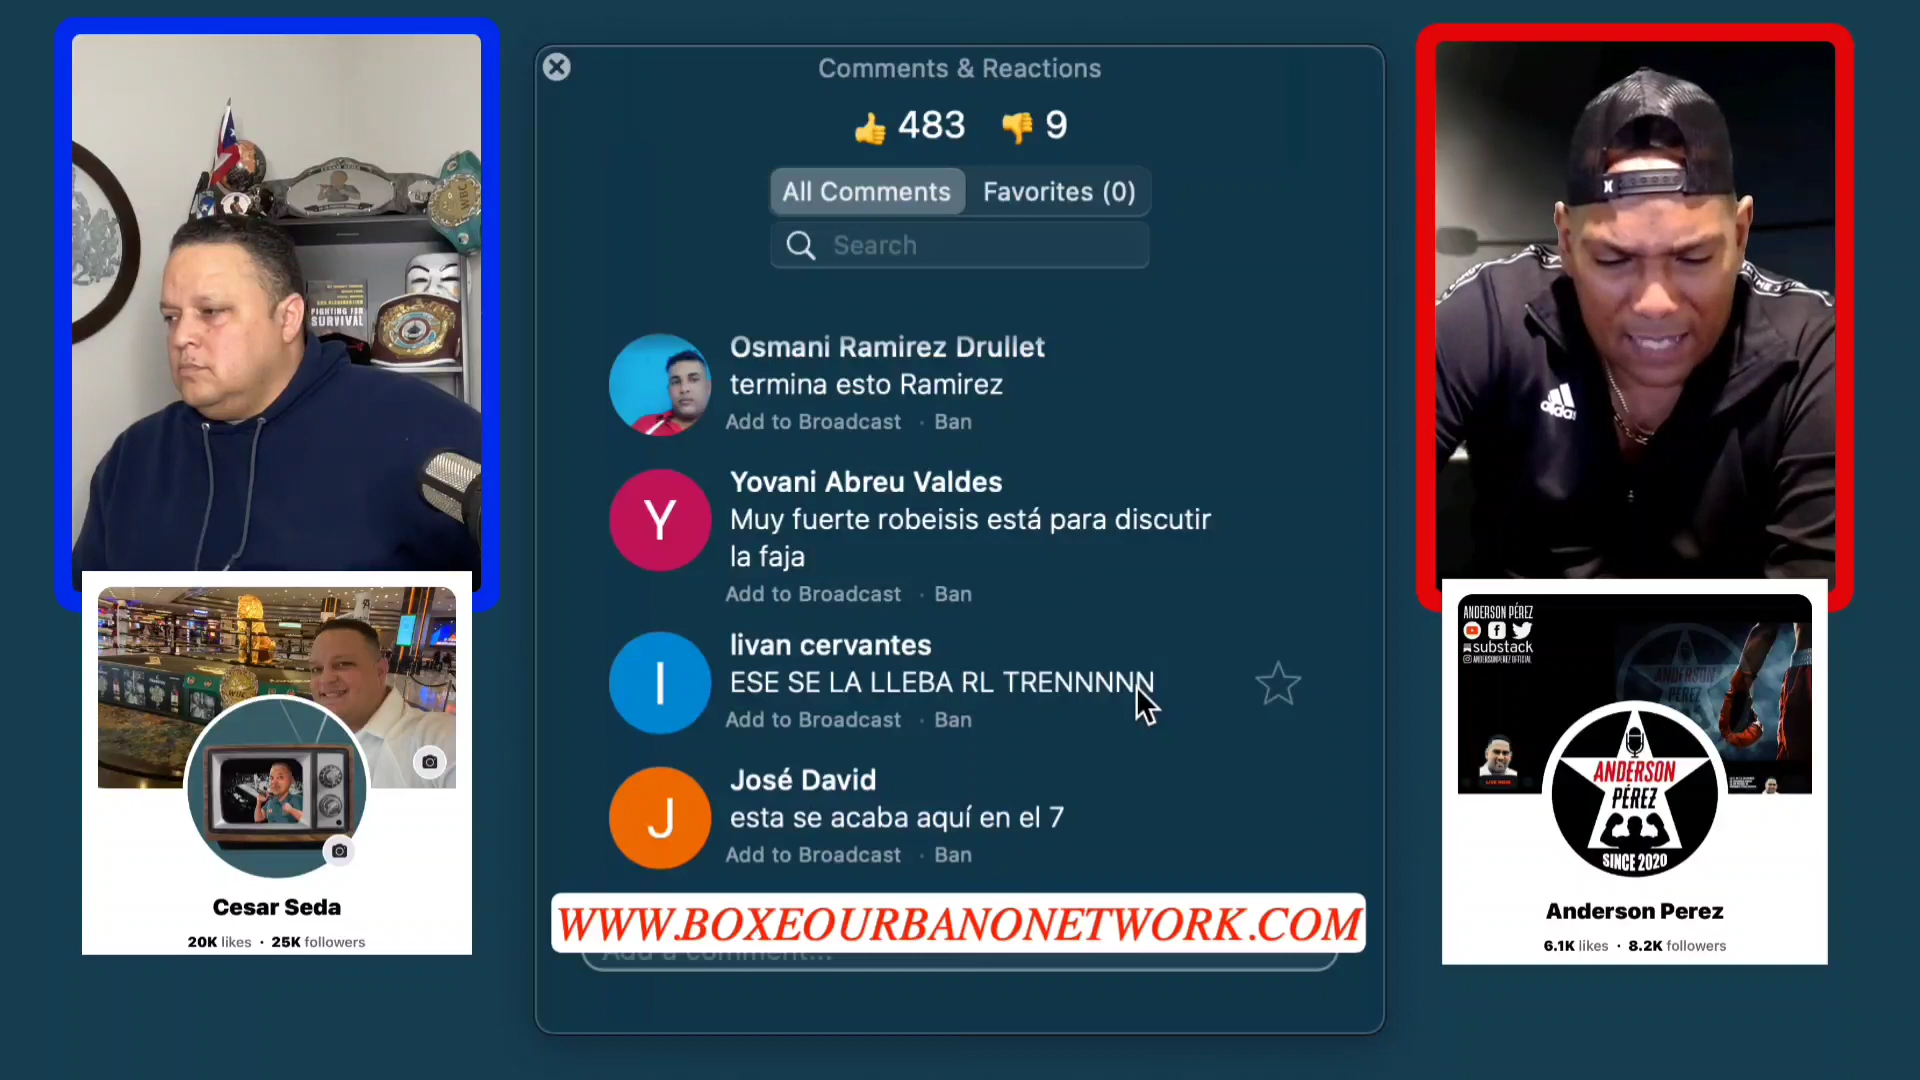 Comments & Reactions
👍 483 👎 9
All Comments Favorites (0)
Search
Osmani Ramirez Drullet
termina esto Ramirez
Add to Broadcast · Ban
Yovani Abreu Valdes
Muy fuerte robeisis está para discutir
la faja
Add to Broadcast · Ban
livan cervantes
ESE SE LA LLEBA RL TRENNNNN
Add to Broadcast · Ban
José David
esta se acaba aquí en el 7
Add to Broadcast · Ban
WWW.BOXEOURBANONETWORK.COM
Add a comment...
FIGHTING FOR
SURVIVAL
WBC
Cesar Seda
20K likes · 25K followers
adidas
ANDERSON PÉREZ
substack
ANDERSON
PÉREZ
SINCE 2020
Anderson Perez
6.1K likes · 8.2K followers